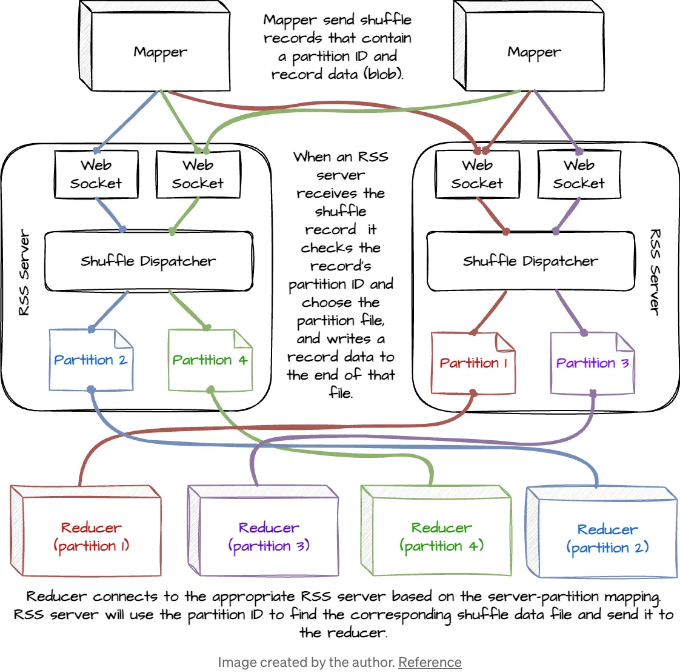 Mapper
Mapper send shuffle
records that contain
a partition ID and
record data (blob).
Mapper
Web
Socket
Web
Socket
When an RSS
server
receives the
shuffle
record it
checks the
record's
partition ID and
choose the
partition file,
and writes a
record data to
the end of that
file.
Web
Socket
Web
Socket
RSS Server
Shuffle Dispatcher
Shuffle Dispatcher
RSS Server
Partition 2
Partition 4
Partition 1
Partition 3
Reducer
(partition 1)
Reducer
(partition 3)
Reducer
(partition 4)
Reducer
(partition 2)
Reducer connects to the appropriate RSS server based on the server-partition mapping.
RSS server will use the partition ID to find the corresponding shuffle data file and send it to
the reducer.
Image created by the author. Reference